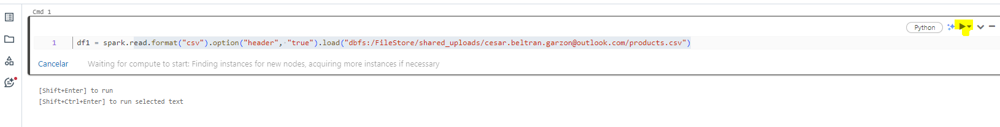 Cmd 1
Python
1 df1 = spark.read.format("csv").option("header", "true").load("dbfs:/FileStore/shared_uploads/cesar.beltran.garzon@outlook.com/products.csv")
Cancelar Waiting for compute to start: Finding instances for new nodes, acquiring more instances if necessary
[Shift+Enter] to run
[Shift+Ctrl+Enter] to run selected text